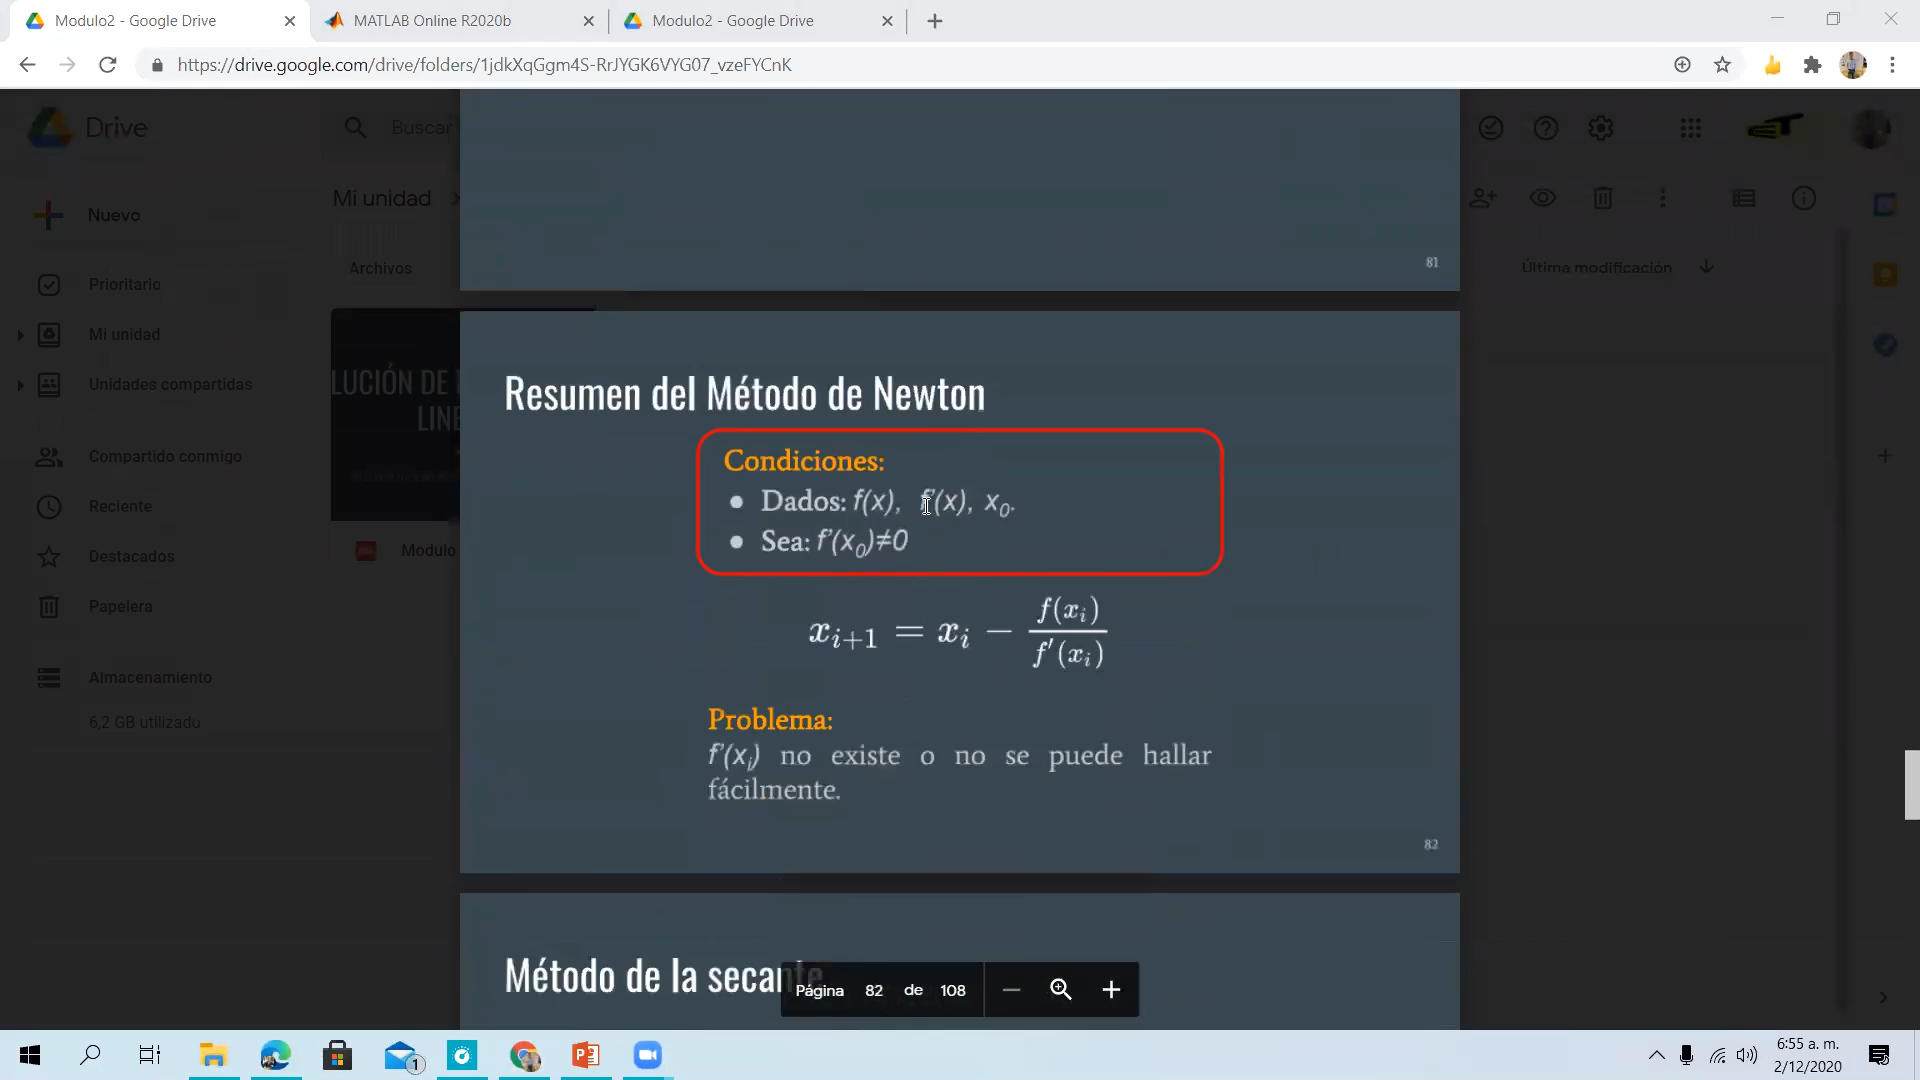 Modulo2 - Google Drive
MATLAB Online R2020b
Modulo2 - Google Drive
https://drive.google.com/drive/folders/1jdkXqGgm4S-RrJYGK6VYG07_vzeFYCnK
Drive
Buscar
Mi unidad
Nuevo
Archivos
Última modificación
81
Prioritario
Mi unidad
Unidades compartidas
Compartido conmigo
Reciente
Destacados
Papelera
Almacenamiento
6,2 GB utilizado
LUCIÓN DE
LINE
Modulo
Resumen del Método de Newton
Condiciones:
● Dados: f(x), f'(x), x₀.
● Sea: f'(x₀)≠0
xᵢ₊₁ = xᵢ − f(xᵢ)/f′(xᵢ)
Problema:
f'(xᵢ) no existe o no se puede hallar
fácilmente.
82
Método de la secante
Página 82 de 108
1
6:55 a. m.
2/12/2020